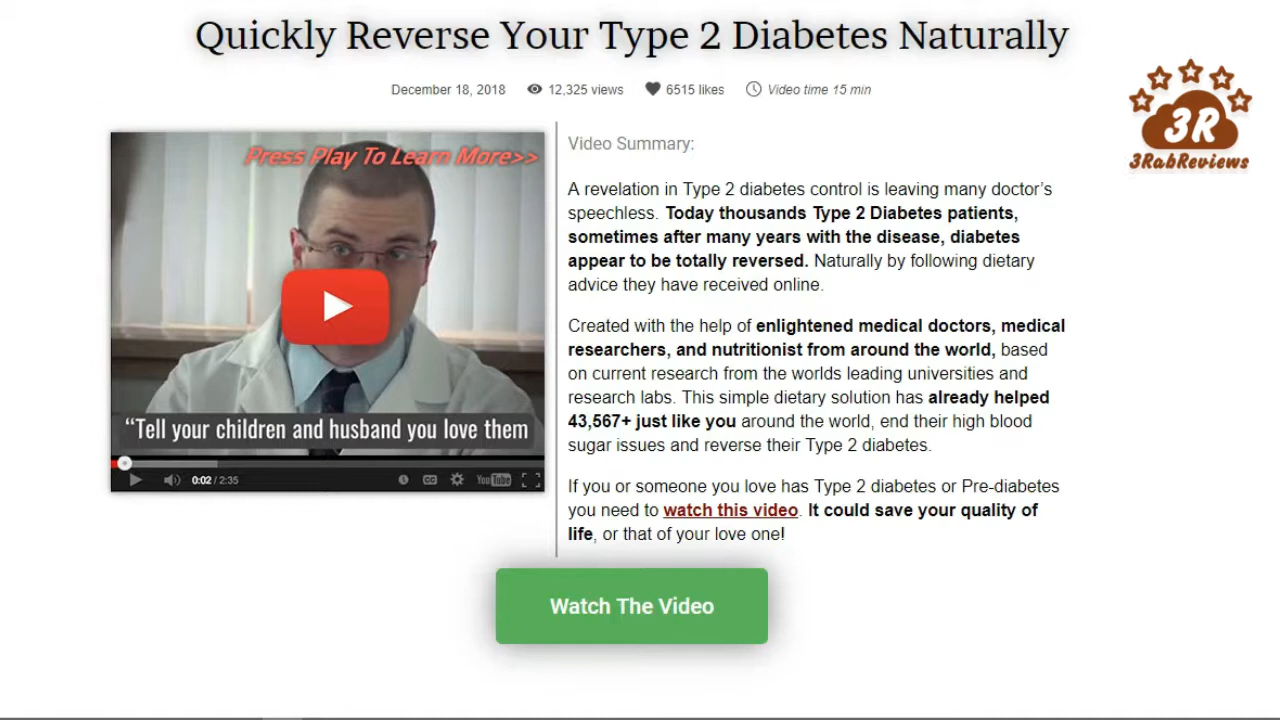 Quickly Reverse Your Type 2 Diabetes Naturally
December 18, 2018 12,325 views 6515 likes Video time 15 min
3R
3RabReviews
Press Play To Learn More>>
“Tell your children and husband you love them
0:02 / 2:35 CC YouTube
Video Summary:
A revelation in Type 2 diabetes control is leaving many doctor’s
speechless. Today thousands Type 2 Diabetes patients,
sometimes after many years with the disease, diabetes
appear to be totally reversed. Naturally by following dietary
advice they have received online.
Created with the help of enlightened medical doctors, medical
researchers, and nutritionist from around the world, based
on current research from the worlds leading universities and
research labs. This simple dietary solution has already helped
43,567+ just like you around the world, end their high blood
sugar issues and reverse their Type 2 diabetes.
If you or someone you love has Type 2 diabetes or Pre-diabetes
you need to watch this video. It could save your quality of
life, or that of your love one!
Watch The Video